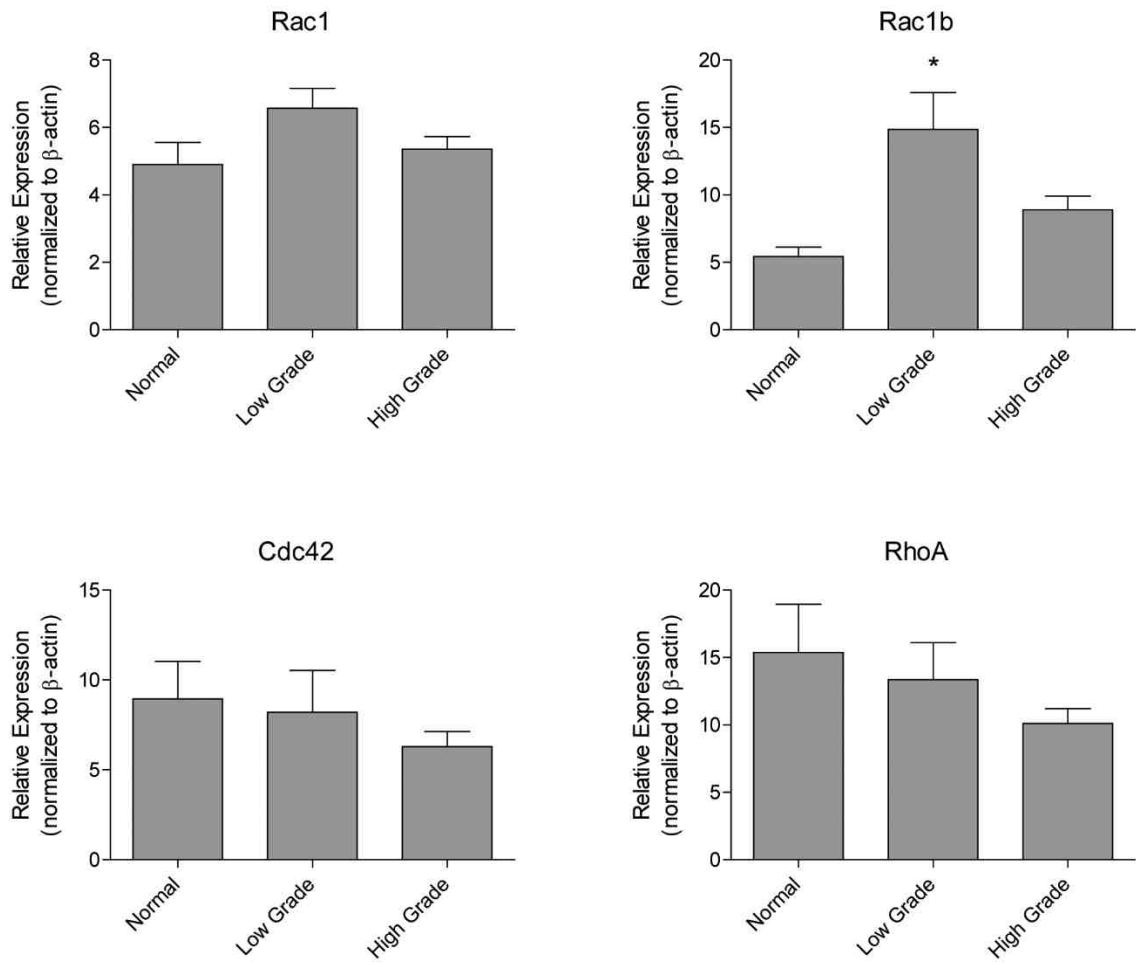 Rac1
Relative Expression
(normalized to β-actin)
8
6
4
2
0
Normal
Low Grade
High Grade
Rac1b
Relative Expression
(normalized to β-actin)
20
15
10
5
0
*
Normal
Low Grade
High Grade
Cdc42
Relative Expression
(normalized to β-actin)
15
10
5
0
Normal
Low Grade
High Grade
RhoA
Relative Expression
(normalized to β-actin)
20
15
10
5
0
Normal
Low Grade
High Grade